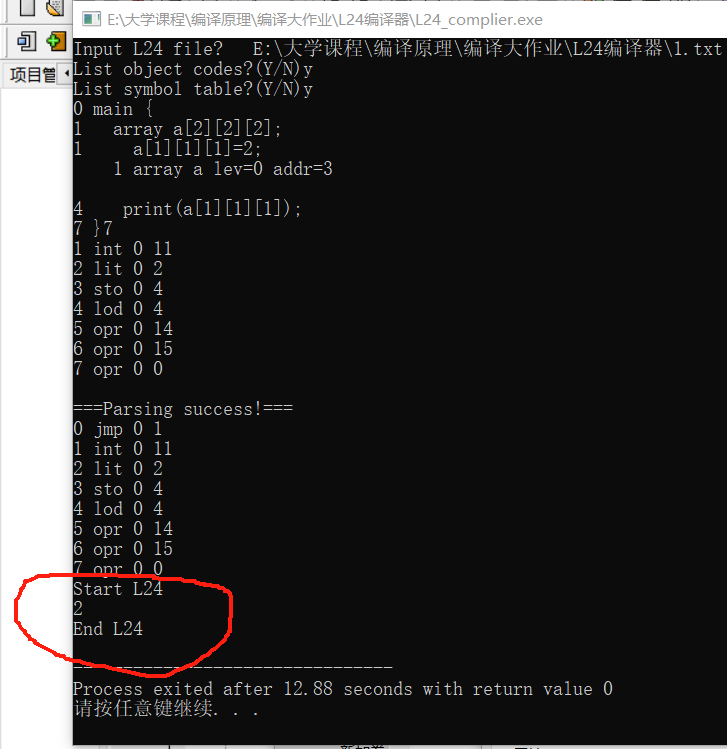 E:\大学课程\编译原理\编译大作业\L24编译器\L24_complier.exe
项目管
Input L24 file?   E:\大学课程\编译原理\编译大作业\L24编译器\1.txt
List object codes?(Y/N)y
List symbol table?(Y/N)y
0 main {
1   array a[2][2][2];
1     a[1][1][1]=2;
    1 array a lev=0 addr=3
4    print(a[1][1][1]);
7 }7
1 int 0 11
2 lit 0 2
3 sto 0 4
4 lod 0 4
5 opr 0 14
6 opr 0 15
7 opr 0 0
===Parsing success!===
0 jmp 0 1
1 int 0 11
2 lit 0 2
3 sto 0 4
4 lod 0 4
5 opr 0 14
6 opr 0 15
7 opr 0 0
Start L24
2
End L24
--------------------------------
Process exited after 12.88 seconds with return value 0
请按任意键继续. . .